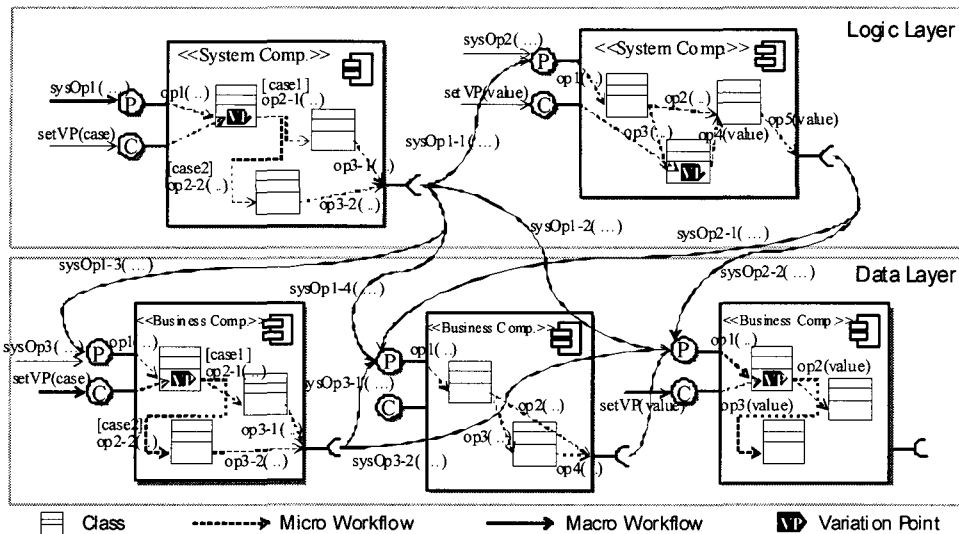 Logic Layer
<<System Comp.>>
sysOp1(...)
P
setVP(case)
C
op1(..)
[case1]
op2-1(..)
VP
[case2]
op2-2(..)
op3-1(..)
op3-2(..)
sysOp1-1(...)
sysOp2(...)
P
setVP(value)
C
<<System Comp.>>
op1(..)
op2(..)
op3(..)
op4(value)
op5(value)
VP
sysOp1-2(...)
sysOp2-1(...)
sysOp1-3(...)
sysOp1-4(...)
sysOp2-2(...)
Data Layer
<<Business Comp.>>
sysOp3(...)
P
setVP(case)
C
op1(..)
[case1]
op2-1(..)
VP
[case2]
op2-2(..)
op3-1(..)
op3-2(..)
sysOp3-1(...)
sysOp3-2(...)
<<Business Comp.>>
P
C
op1(..)
op2(..)
op3(..)
op4(..)
<<Business Comp.>>
P
C
setVP(value)
op1(..)
VP
op2(value)
op3(value)
Class
Micro Workflow
Macro Workflow
VP
Variation Point